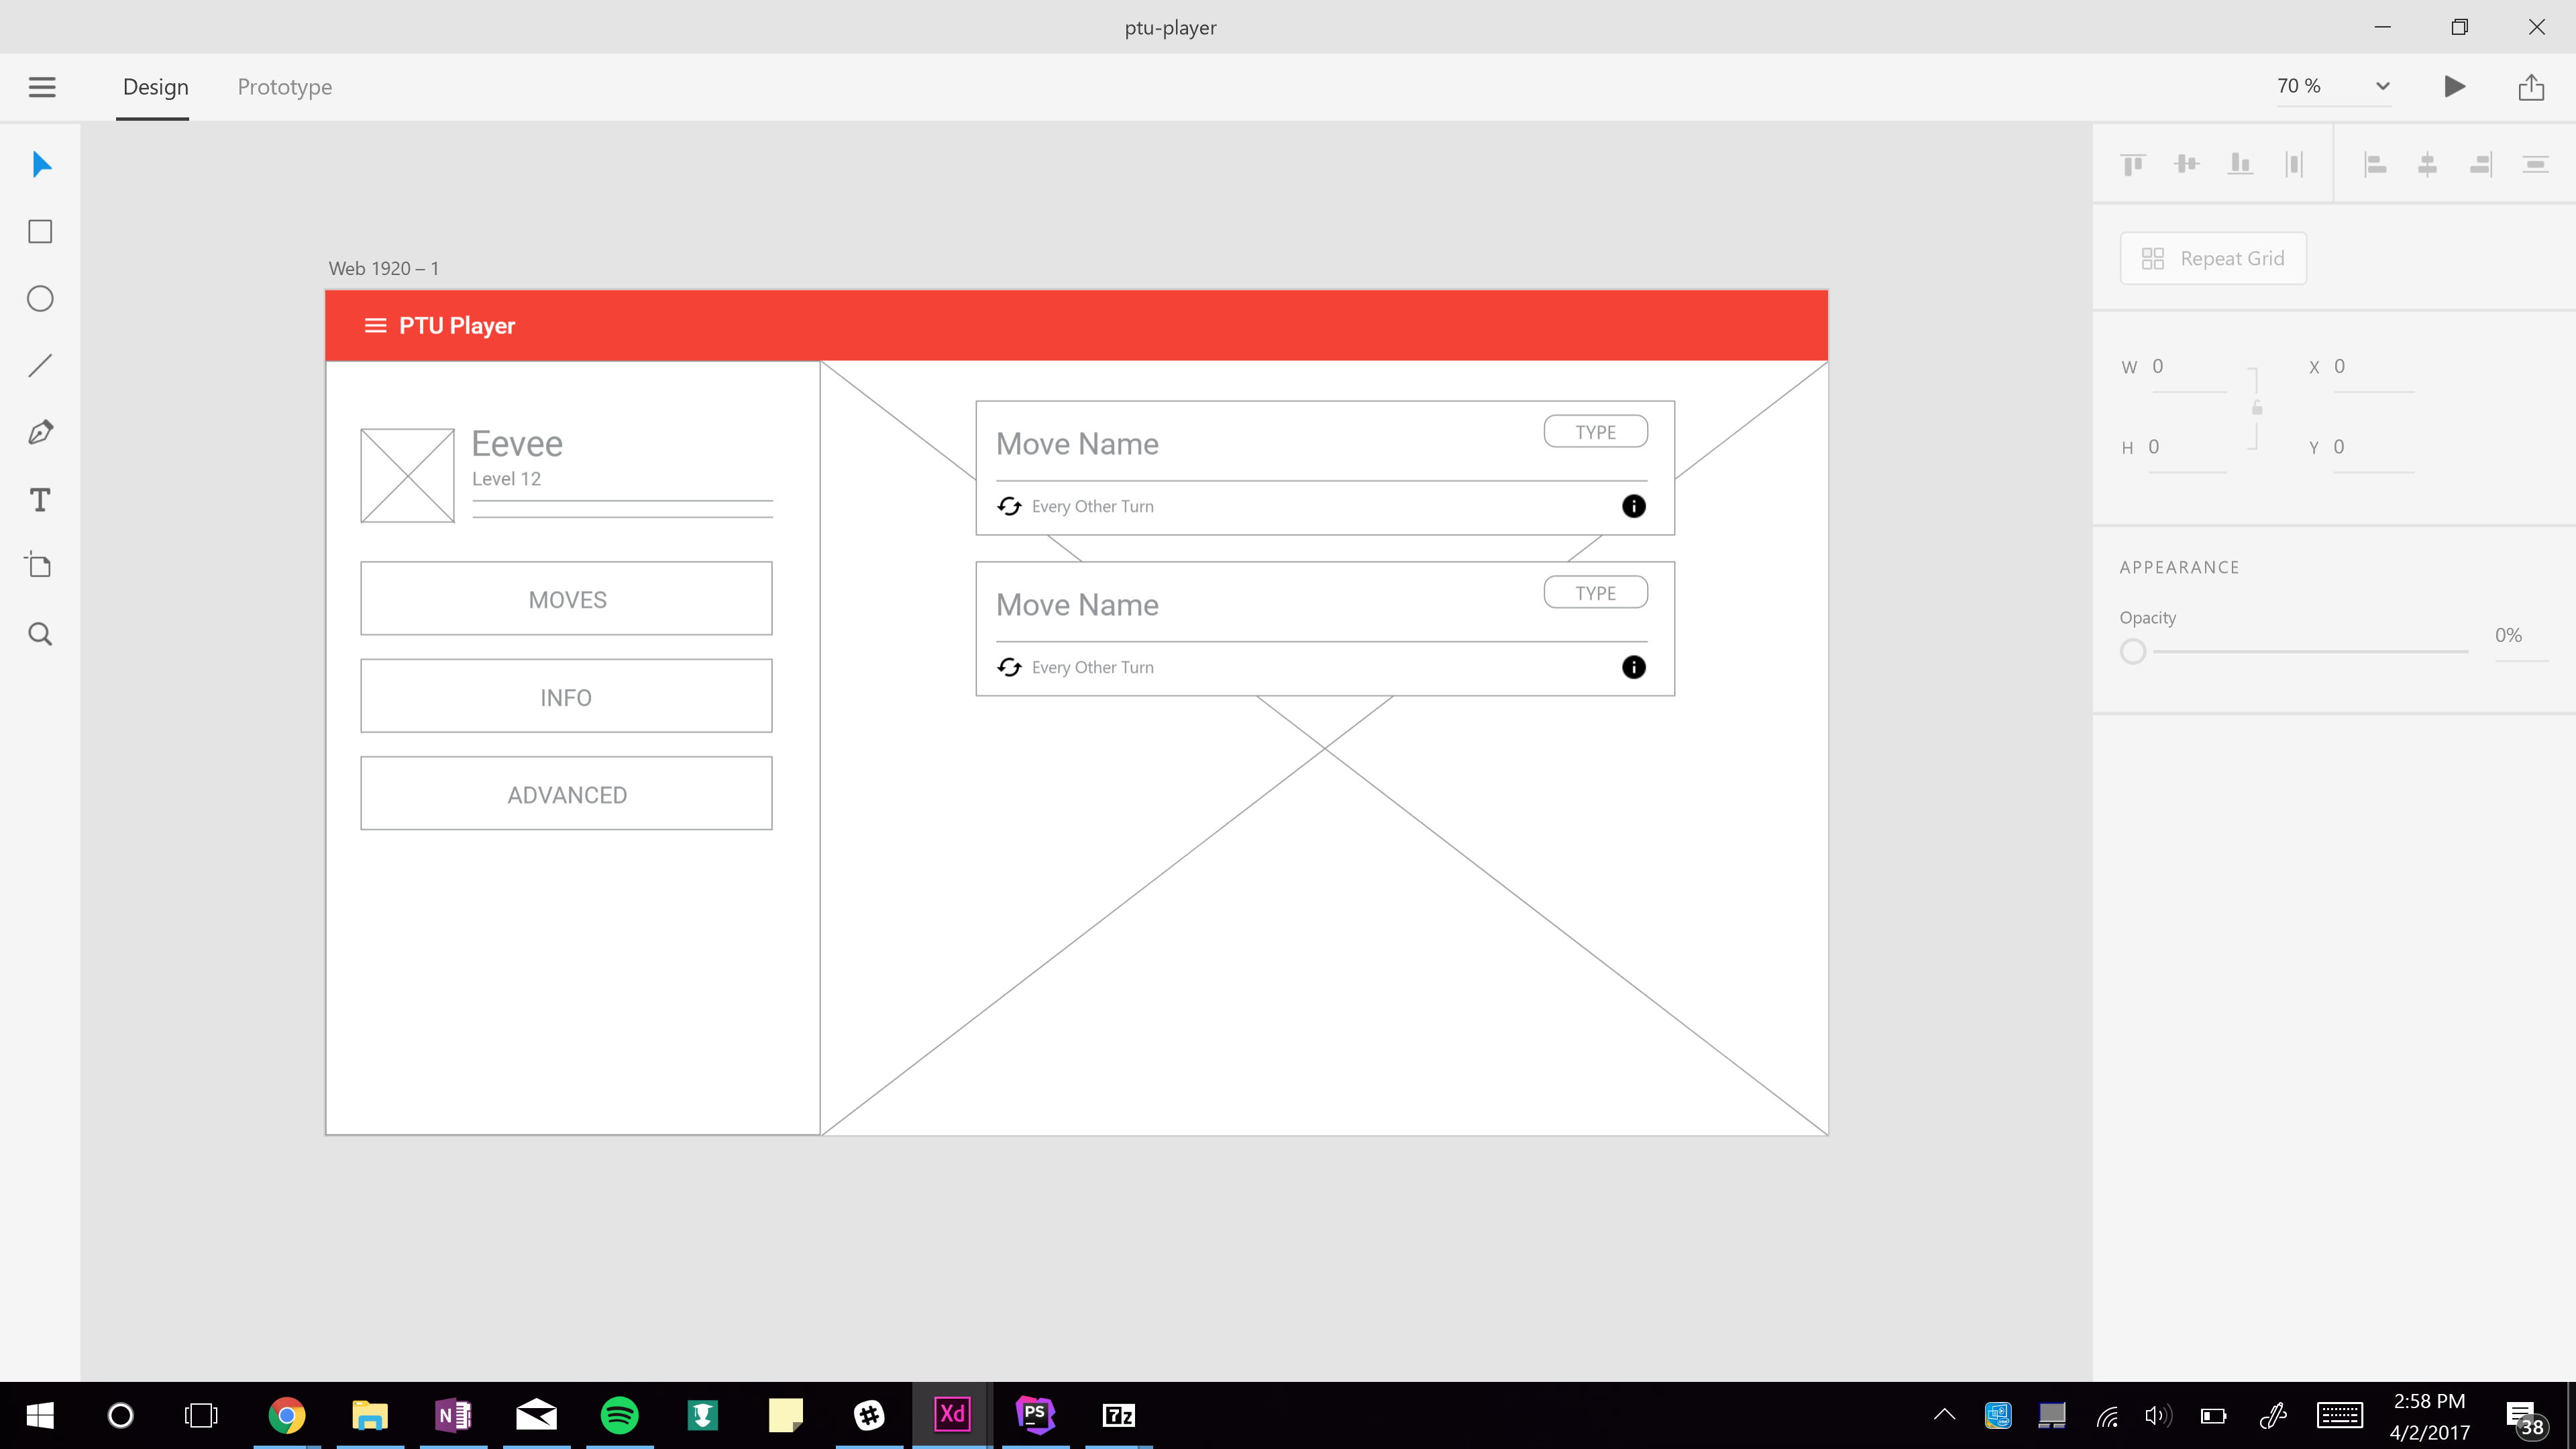 ptu-player
Design Prototype 70 %
Repeat Grid
W 0 X 0
H 0 Y 0
APPEARANCE
Opacity
0%
Web 1920 – 1
PTU Player
Eevee
Level 12
MOVES
INFO
ADVANCED
Move Name
TYPE
Every Other Turn
Move Name
TYPE
Every Other Turn
N Xd PS 7z
2:58 PM
4/2/2017
38